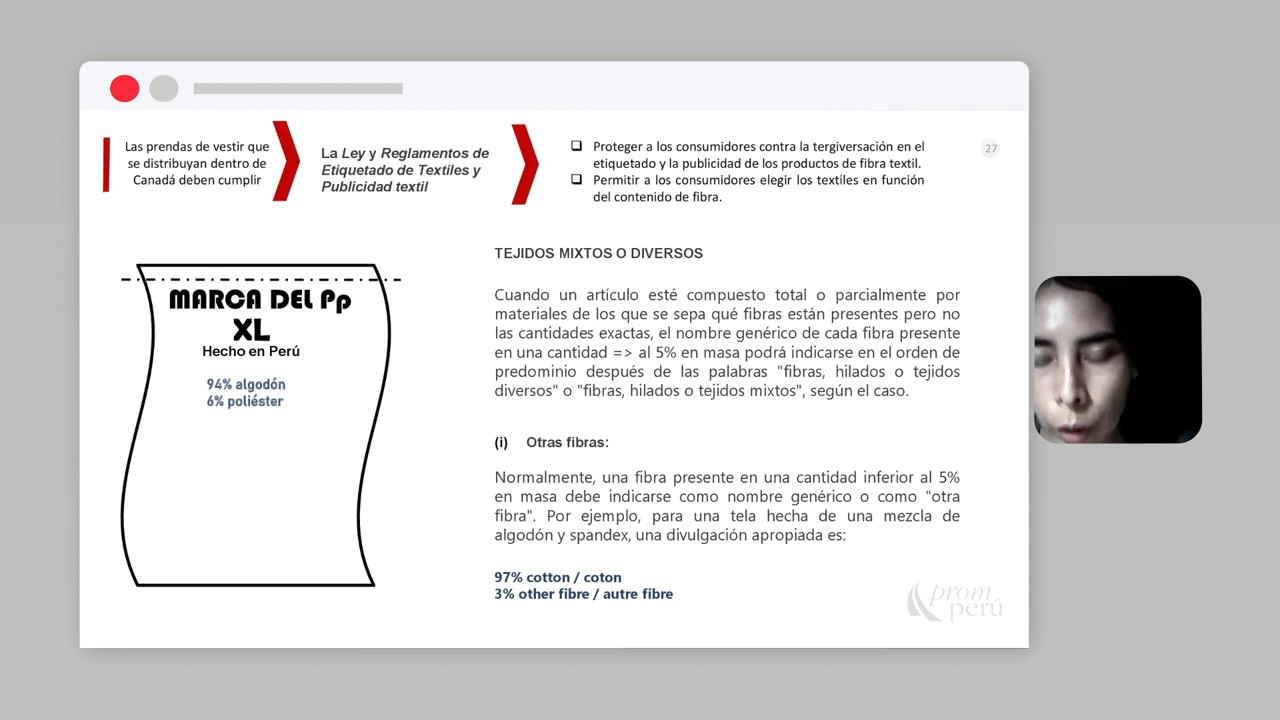 Las prendas de vestir que
se distribuyan dentro de
Canadá deben cumplir
La Ley y Reglamentos de
Etiquetado de Textiles y
Publicidad textil
Proteger a los consumidores contra la tergiversación en el
etiquetado y la publicidad de los productos de fibra textil.
Permitir a los consumidores elegir los textiles en función
del contenido de fibra.
27
MARCA DEL Pp
XL
Hecho en Perú
94% algodón
6% poliéster
TEJIDOS MIXTOS O DIVERSOS
Cuando un artículo esté compuesto total o parcialmente por
materiales de los que se sepa qué fibras están presentes pero no
las cantidades exactas, el nombre genérico de cada fibra presente
en una cantidad => al 5% en masa podrá indicarse en el orden de
predominio después de las palabras "fibras, hilados o tejidos
diversos" o "fibras, hilados o tejidos mixtos", según el caso.
(i) Otras fibras:
Normalmente, una fibra presente en una cantidad inferior al 5%
en masa debe indicarse como nombre genérico o como "otra
fibra". Por ejemplo, para una tela hecha de una mezcla de
algodón y spandex, una divulgación apropiada es:
97% cotton / coton
3% other fibre / autre fibre
prom
perú